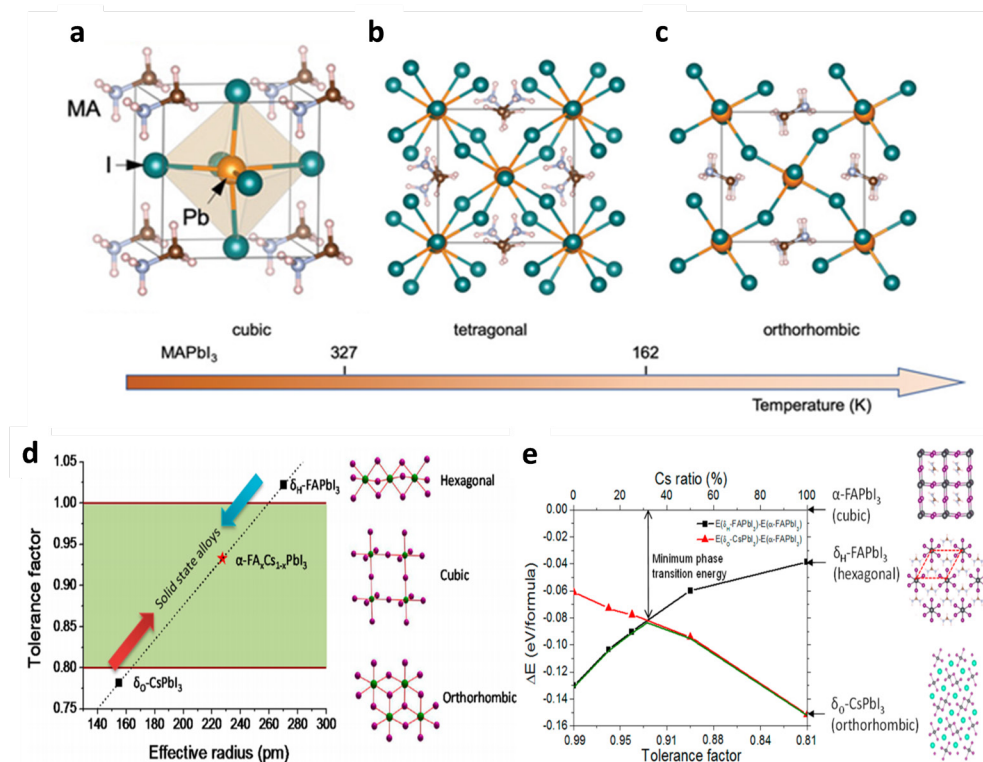 a
b
c
MA
I
Pb
cubic
tetragonal
orthorhombic
MAPbI₃
327
162
Temperature (K)
d
1.05
1.00
0.95
0.90
0.85
0.80
0.75
Tolerance factor
140 160 180 200 220 240 260 280 300
Effective radius (pm)
δH-FAPbI₃
Solid state alloys
α-FAxCs1-xPbI₃
δO-CsPbI₃
Hexagonal
Cubic
Orthorhombic
e
Cs ratio (%)
0 10 20 30 40 60 80 100
0.00
-0.02
-0.04
-0.06
-0.08
-0.10
-0.12
-0.14
-0.16
ΔE (eV/formula)
E(δH-FAPbI₃)-E(α-FAPbI₃)
E(δO-CsPbI₃)-E(α-FAPbI₃)
Minimum phase
transition energy
0.99 0.95 0.92 0.88 0.84 0.81
Tolerance factor
α-FAPbI₃
(cubic)
δH-FAPbI₃
(hexagonal)
δO-CsPbI₃
(orthorhombic)